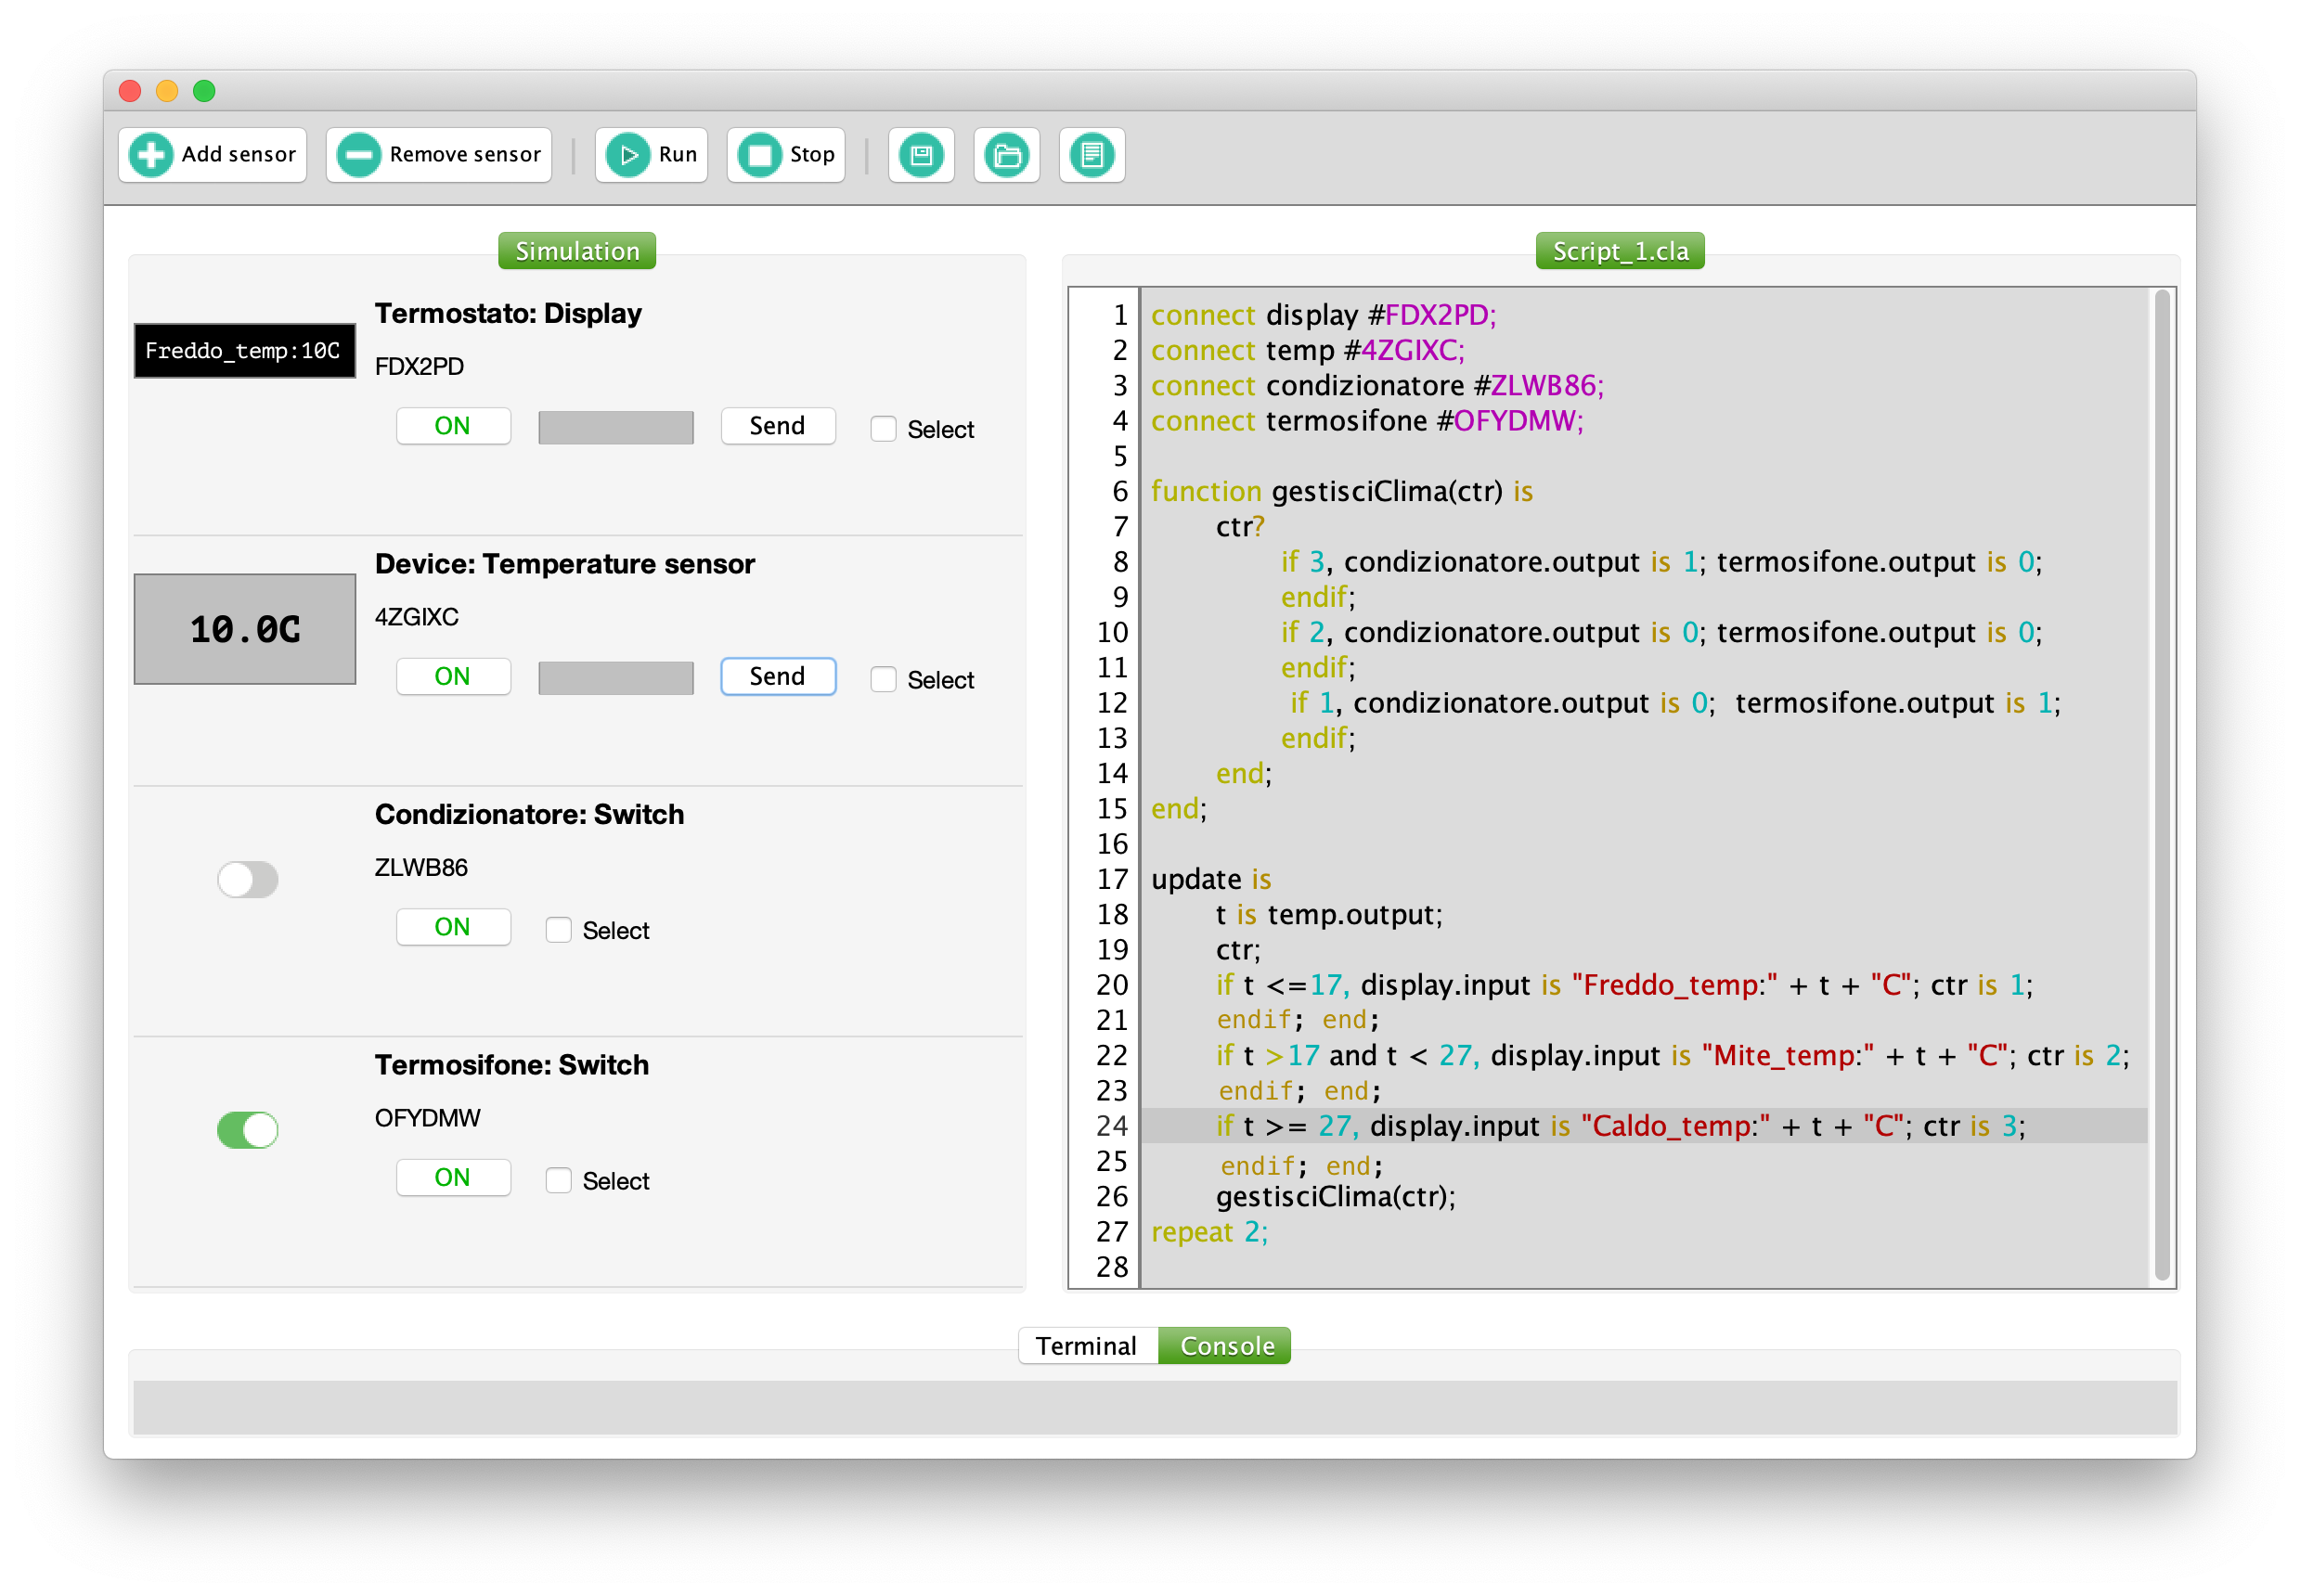 Add sensor Remove sensor Run Stop
Simulation
Termostato: Display
Freddo_temp:10C
FDX2PD
ON Send Select
Device: Temperature sensor
10.0C
4ZGIXC
ON Send Select
Condizionatore: Switch
ZLWB86
ON Select
Termosifone: Switch
OFYDMW
ON Select
Script_1.cla
1 connect display #FDX2PD;
2 connect temp #4ZGIXC;
3 connect condizionatore #ZLWB86;
4 connect termosifone #OFYDMW;
5
6 function gestisciClima(ctr) is
7 ctr?
8 if 3, condizionatore.output is 1; termosifone.output is 0;
9 endif;
10 if 2, condizionatore.output is 0; termosifone.output is 0;
11 endif;
12 if 1, condizionatore.output is 0; termosifone.output is 1;
13 endif;
14 end;
15 end;
16
17 update is
18 t is temp.output;
19 ctr;
20 if t <=17, display.input is "Freddo_temp:" + t + "C"; ctr is 1;
21 endif; end;
22 if t >17 and t < 27, display.input is "Mite_temp:" + t + "C"; ctr is 2;
23 endif; end;
24 if t >= 27, display.input is "Caldo_temp:" + t + "C"; ctr is 3;
25 endif; end;
26 gestisciClima(ctr);
27 repeat 2;
28
Terminal Console